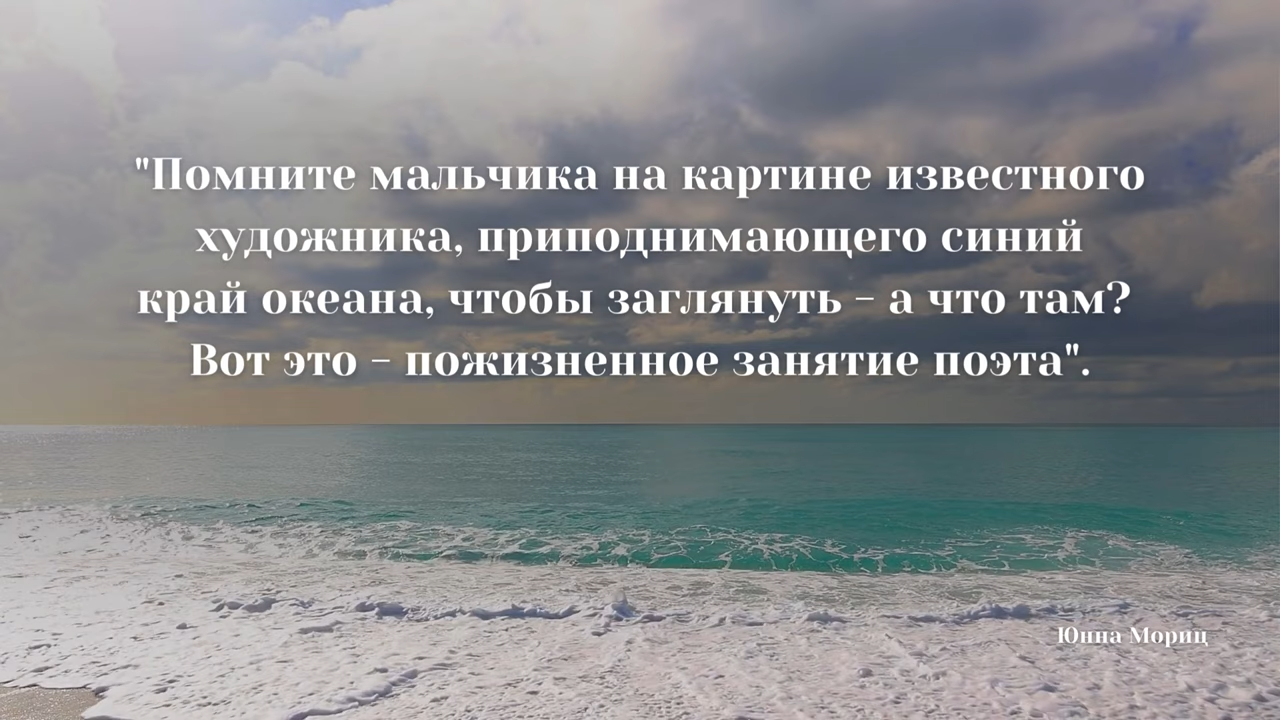 "Помните мальчика на картине известного
художника, приподнимающего синий
край океана, чтобы заглянуть - а что там?
Вот это - пожизненное занятие поэта".
Юнна Мориц